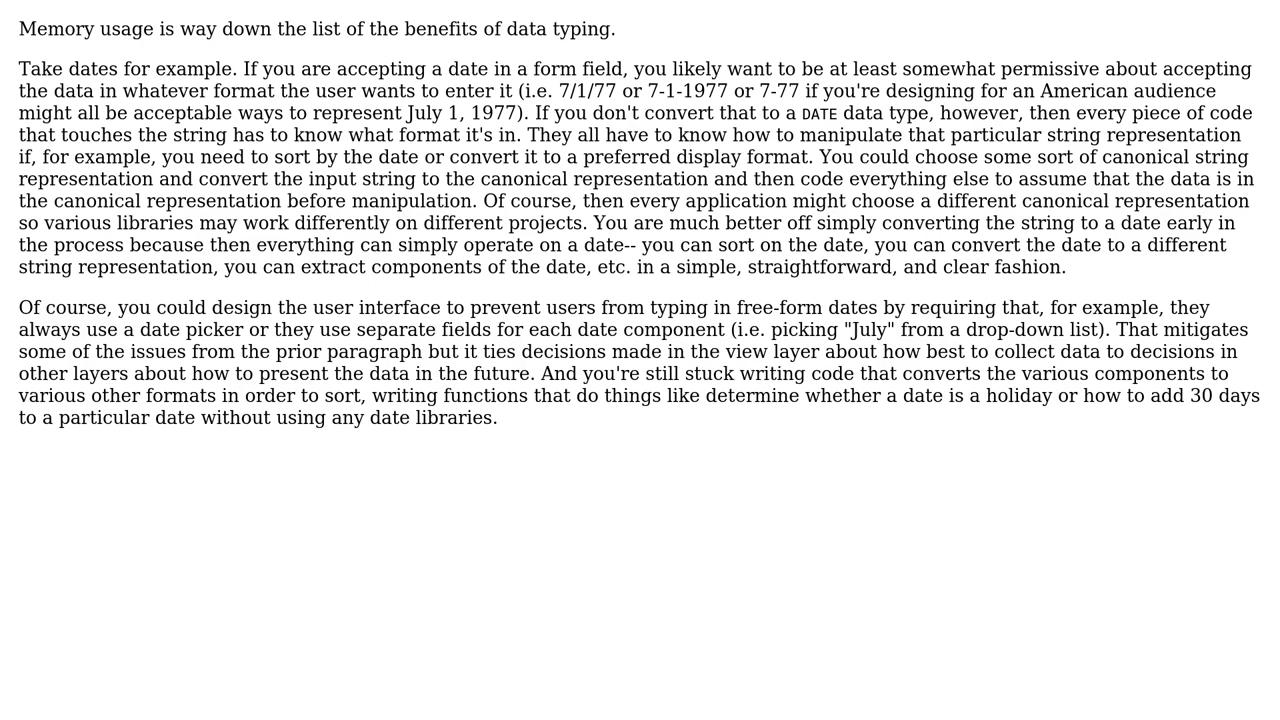 Memory usage is way down the list of the benefits of data typing.
Take dates for example. If you are accepting a date in a form field, you likely want to be at least somewhat permissive about accepting
the data in whatever format the user wants to enter it (i.e. 7/1/77 or 7-1-1977 or 7-77 if you're designing for an American audience
might all be acceptable ways to represent July 1, 1977). If you don't convert that to a DATE data type, however, then every piece of code
that touches the string has to know what format it's in. They all have to know how to manipulate that particular string representation
if, for example, you need to sort by the date or convert it to a preferred display format. You could choose some sort of canonical string
representation and convert the input string to the canonical representation and then code everything else to assume that the data is in
the canonical representation before manipulation. Of course, then every application might choose a different canonical representation
so various libraries may work differently on different projects. You are much better off simply converting the string to a date early in
the process because then everything can simply operate on a date-- you can sort on the date, you can convert the date to a different
string representation, you can extract components of the date, etc. in a simple, straightforward, and clear fashion.
Of course, you could design the user interface to prevent users from typing in free-form dates by requiring that, for example, they
always use a date picker or they use separate fields for each date component (i.e. picking "July" from a drop-down list). That mitigates
some of the issues from the prior paragraph but it ties decisions made in the view layer about how best to collect data to decisions in
other layers about how to present the data in the future. And you're still stuck writing code that converts the various components to
various other formats in order to sort, writing functions that do things like determine whether a date is a holiday or how to add 30 days
to a particular date without using any date libraries.